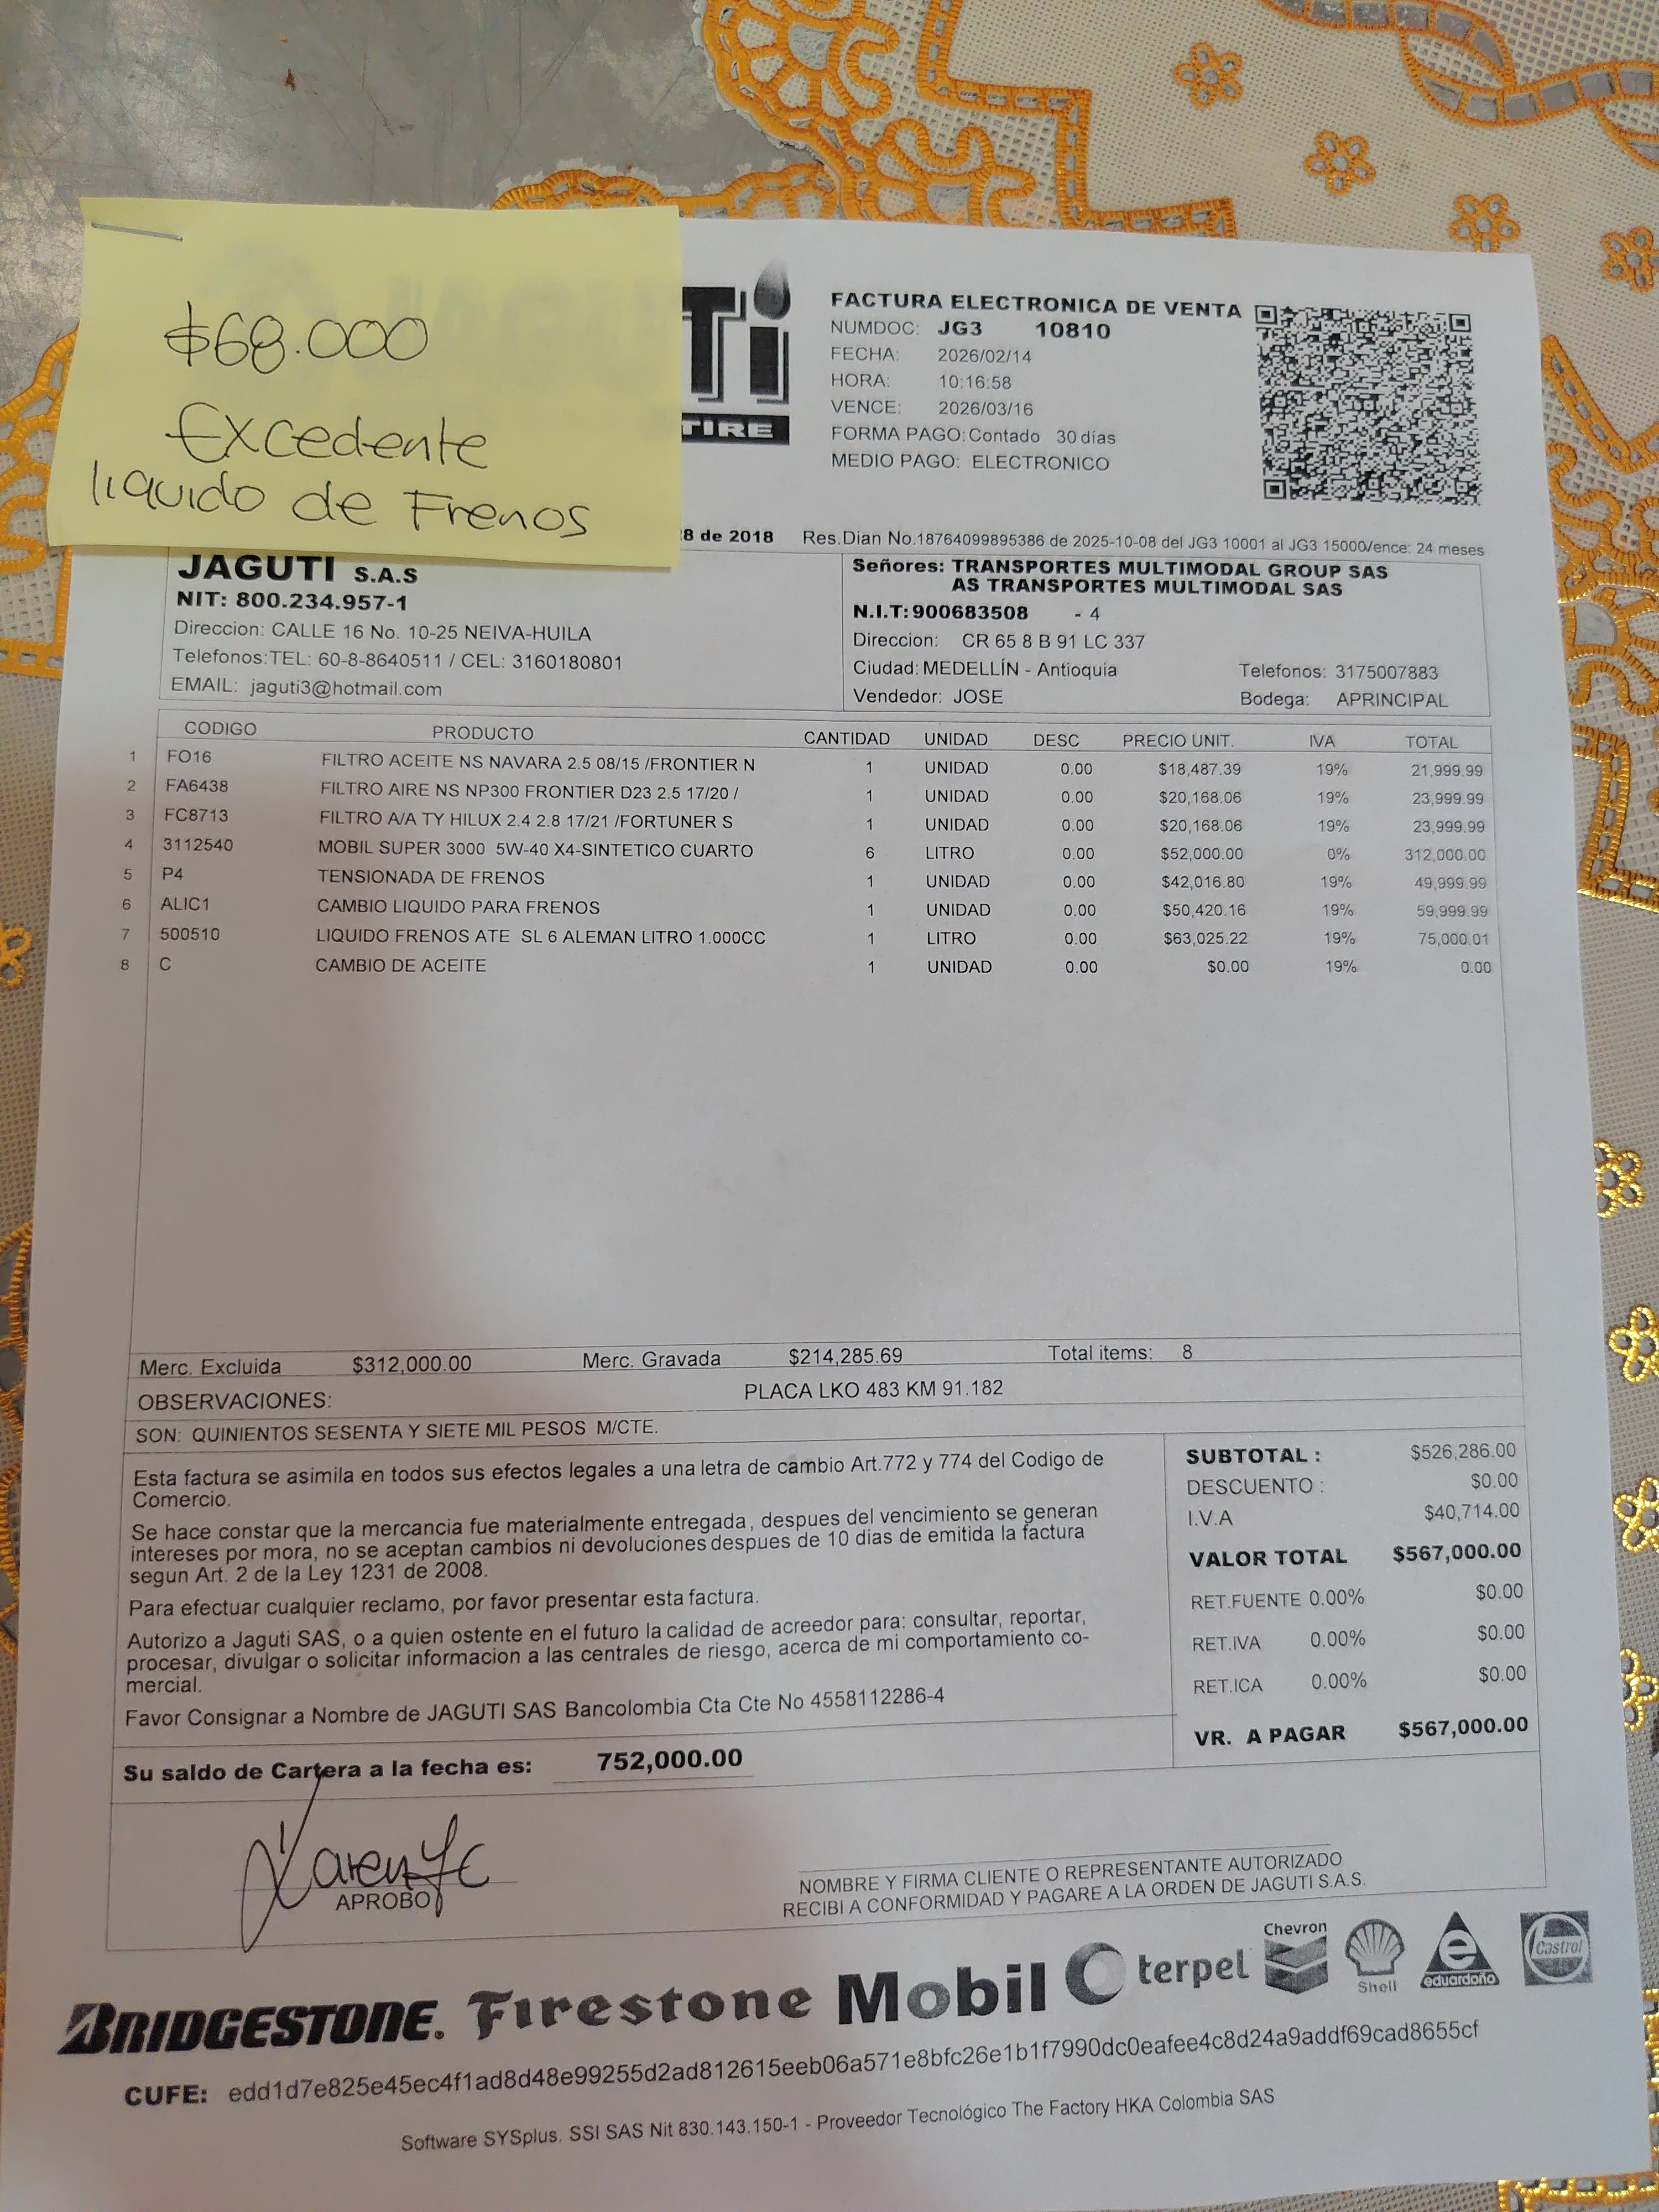 $68.000
Excedente
liquido de Frenos
TIRE
FACTURA ELECTRONICA DE VENTA
NUMDOC: JG3 10810
FECHA: 2026/02/14
HORA: 10:16:58
VENCE: 2026/03/16
FORMA PAGO: Contado 30 días
MEDIO PAGO: ELECTRONICO
8 de 2018 Res.Dian No.18764099895386 de 2025-10-08 del JG3 10001 al JG3 15000Vence: 24 meses
JAGUTI S.A.S
NIT: 800.234.957-1
Direccion: CALLE 16 No. 10-25 NEIVA-HUILA
Telefonos:TEL: 60-8-8640511 / CEL: 3160180801
EMAIL: jaguti3@hotmail.com
Señores: TRANSPORTES MULTIMODAL GROUP SAS
AS TRANSPORTES MULTIMODAL SAS
N.I.T:900683508 - 4
Direccion: CR 65 8 B 91 LC 337
Ciudad: MEDELLÍN - Antioquia Telefonos: 3175007883
Vendedor: JOSE Bodega: APRINCIPAL
CODIGO PRODUCTO CANTIDAD UNIDAD DESC PRECIO UNIT. IVA TOTAL
1 FO16 FILTRO ACEITE NS NAVARA 2.5 08/15 /FRONTIER N 1 UNIDAD 0.00 $18,487.39 19% 21,999.99
2 FA6438 FILTRO AIRE NS NP300 FRONTIER D23 2.5 17/20 / 1 UNIDAD 0.00 $20,168.06 19% 23,999.99
3 FC8713 FILTRO A/A TY HILUX 2.4 2.8 17/21 /FORTUNER S 1 UNIDAD 0.00 $20,168.06 19% 23,999.99
4 3112540 MOBIL SUPER 3000 5W-40 X4-SINTETICO CUARTO 6 LITRO 0.00 $52,000.00 0% 312,000.00
5 P4 TENSIONADA DE FRENOS 1 UNIDAD 0.00 $42,016.80 19% 49,999.99
6 ALIC1 CAMBIO LIQUIDO PARA FRENOS 1 UNIDAD 0.00 $50,420.16 19% 59,999.99
7 500510 LIQUIDO FRENOS ATE SL 6 ALEMAN LITRO 1.000CC 1 LITRO 0.00 $63,025.22 19% 75,000.01
8 C CAMBIO DE ACEITE 1 UNIDAD 0.00 $0.00 19% 0.00
Merc. Excluida $312,000.00 Merc. Gravada $214,285.69 Total items: 8
OBSERVACIONES: PLACA LKO 483 KM 91.182
SON: QUINIENTOS SESENTA Y SIETE MIL PESOS M/CTE.
Esta factura se asimila en todos sus efectos legales a una letra de cambio Art.772 y 774 del Codigo de
Comercio.
Se hace constar que la mercancia fue materialmente entregada, despues del vencimiento se generan
intereses por mora, no se aceptan cambios ni devoluciones despues de 10 dias de emitida la factura
segun Art. 2 de la Ley 1231 de 2008.
Para efectuar cualquier reclamo, por favor presentar esta factura.
Autorizo a Jaguti SAS, o a quien ostente en el futuro la calidad de acreedor para: consultar, reportar,
procesar, divulgar o solicitar informacion a las centrales de riesgo, acerca de mi comportamiento co-
mercial.
Favor Consignar a Nombre de JAGUTI SAS Bancolombia Cta Cte No 4558112286-4
SUBTOTAL : $526,286.00
DESCUENTO : $0.00
I.V.A $40,714.00
VALOR TOTAL $567,000.00
RET.FUENTE 0.00% $0.00
RET.IVA 0.00% $0.00
RET.ICA 0.00% $0.00
VR. A PAGAR $567,000.00
Su saldo de Cartera a la fecha es: 752,000.00
APROBO
NOMBRE Y FIRMA CLIENTE O REPRESENTANTE AUTORIZADO
RECIBI A CONFORMIDAD Y PAGARE A LA ORDEN DE JAGUTI S.A.S.
BRIDGESTONE. Firestone Mobil terpel Chevron Shell eduardoño Castrol
CUFE: edd1d7e825e45ec4f1ad8d48e99255d2ad812615eeb06a571e8bfc26e1b1f7990dc0eafee4c8d24a9addf69cad8655cf
Software SYSplus. SSI SAS Nit 830.143.150-1 - Proveedor Tecnológico The Factory HKA Colombia SAS